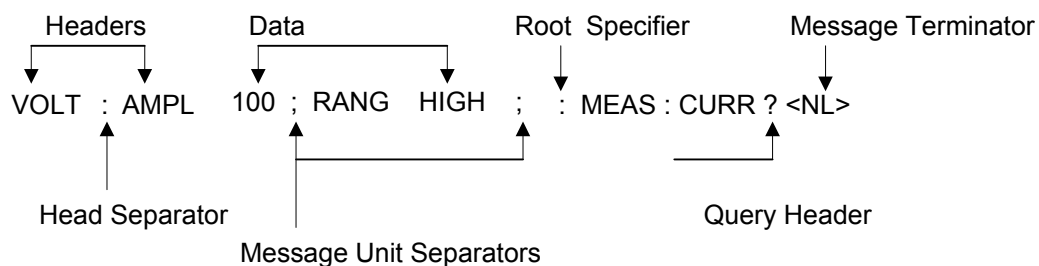 Headers Data Root Specifier Message Terminator
VOLT : AMPL 100 ; RANG HIGH ; : MEAS : CURR ? <NL>
Head Separator Query Header
Message Unit Separators